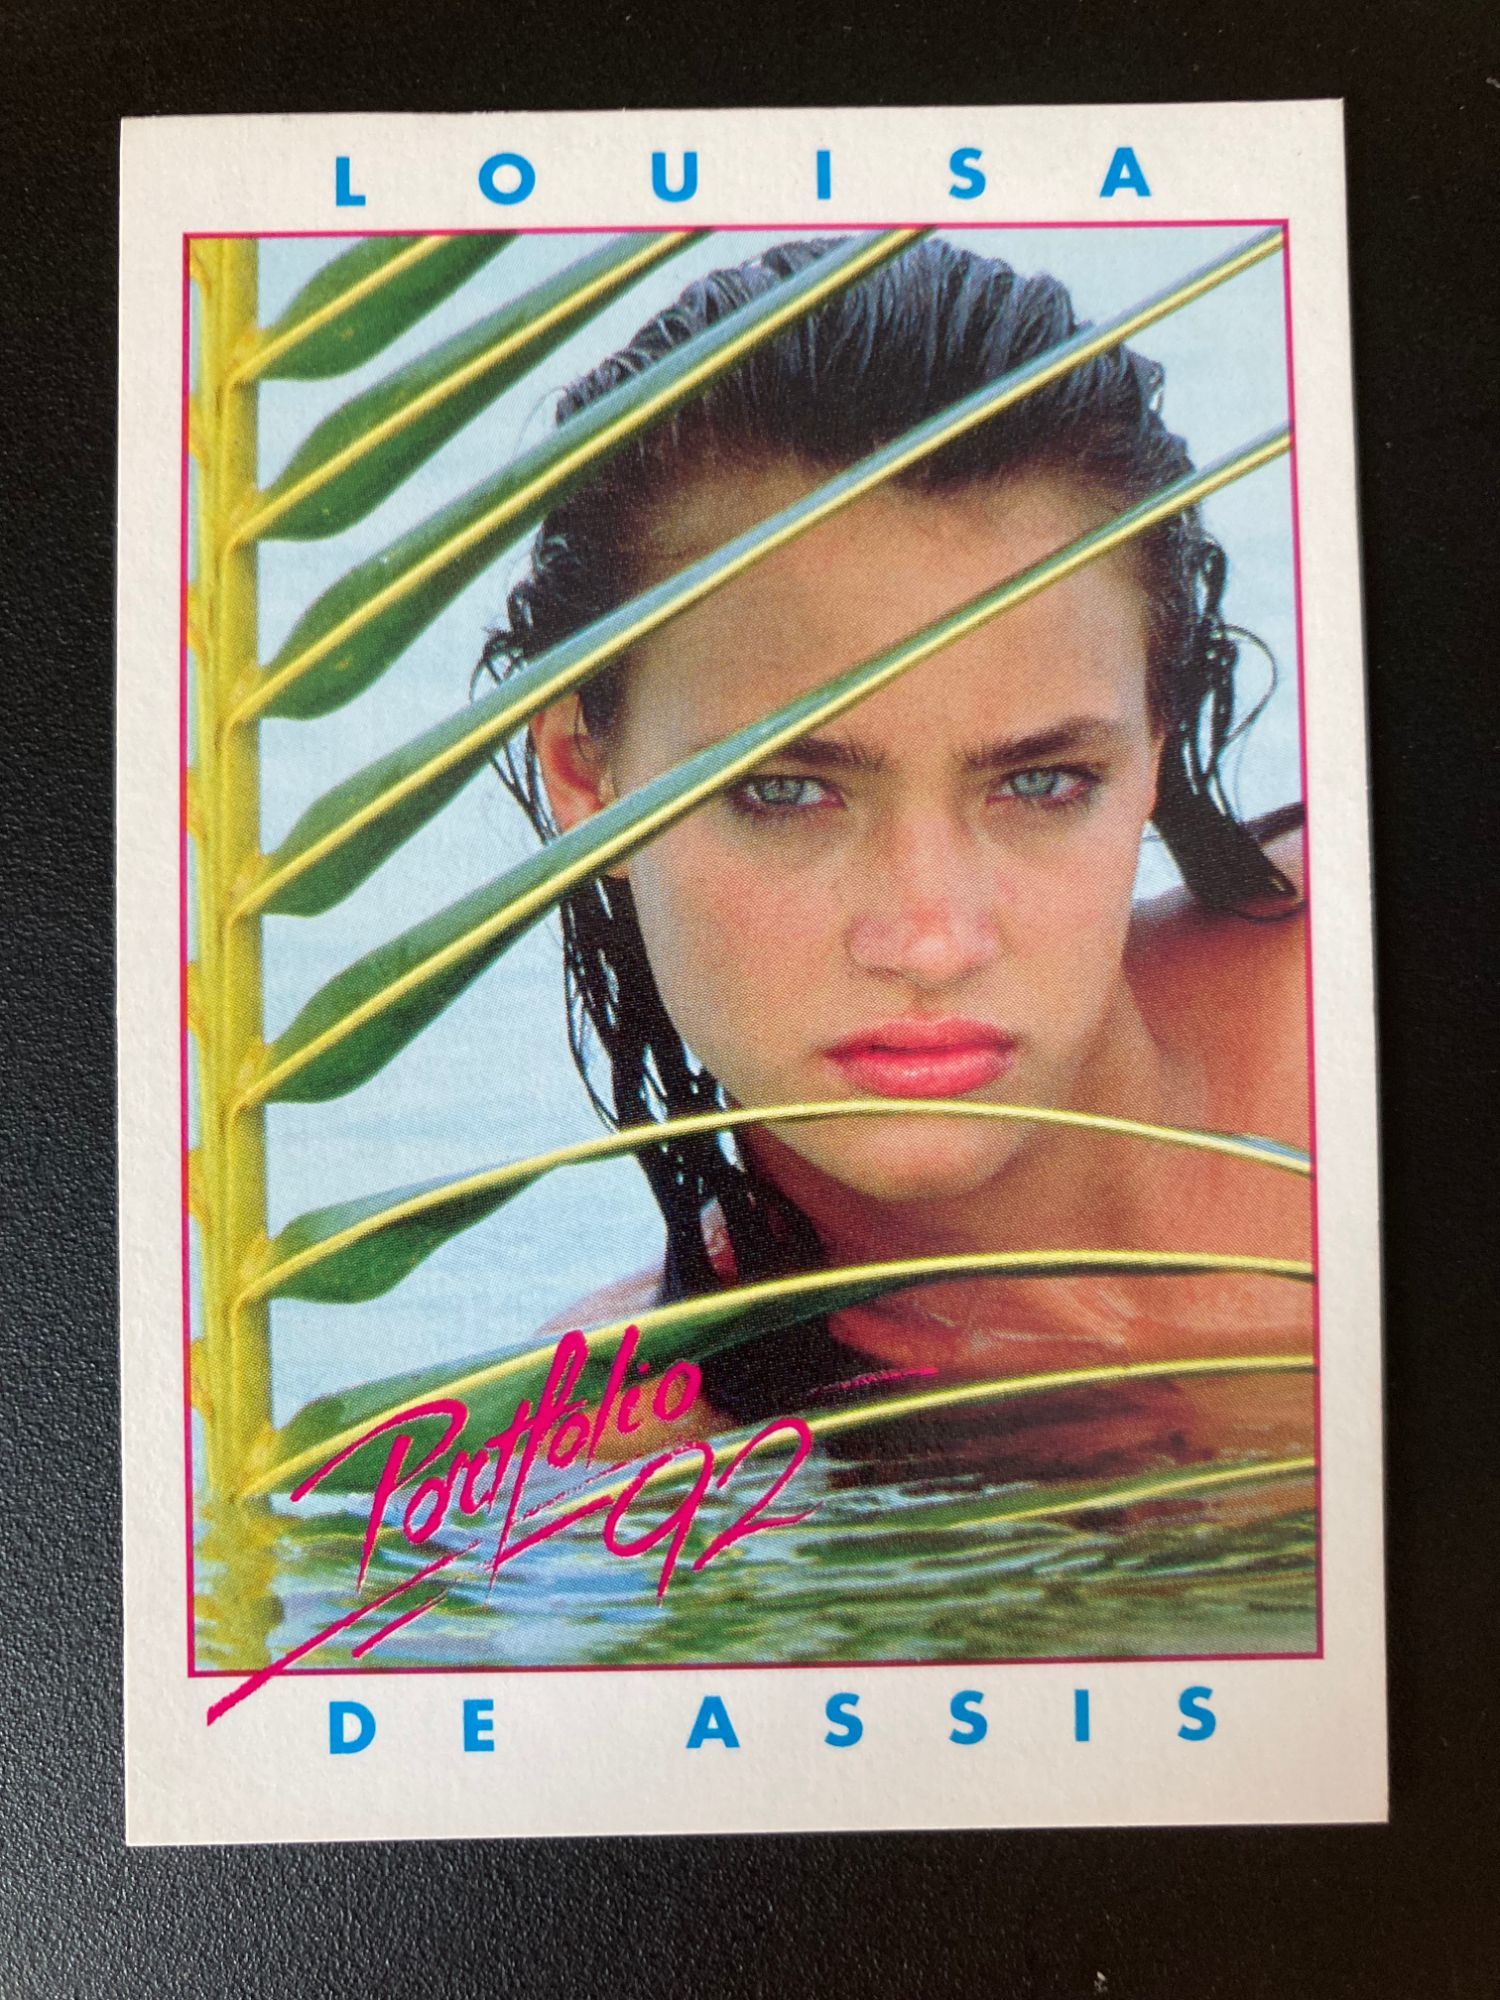 LOUISA
Portfolio
92
DE ASSIS